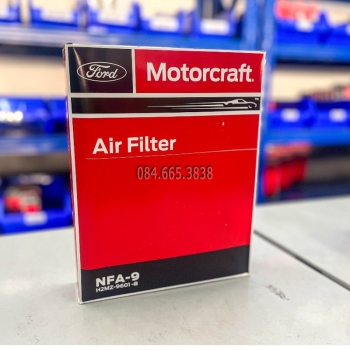 Ford
Motorcraft®
Air Filter
084.665.3838
NFA-9
H2MZ-9601-B